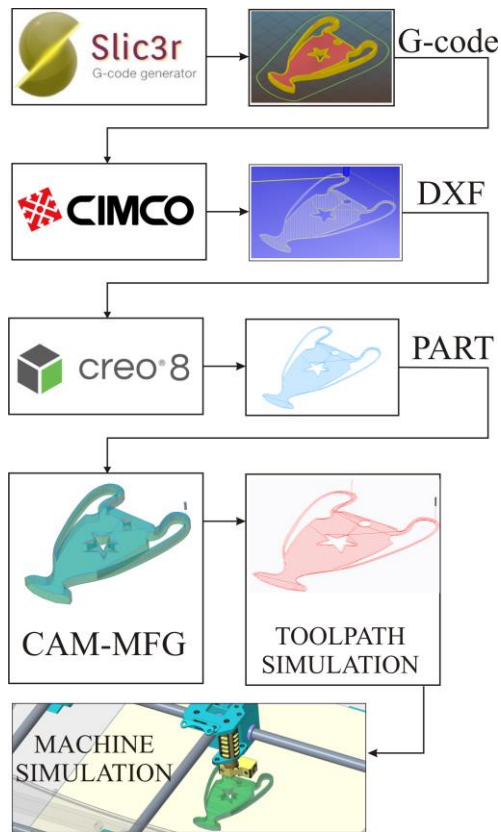 Slic3r
G-code generator
G-code
CIMCO
DXF
creo® 8
PART
CAM-MFG
TOOLPATH
SIMULATION
MACHINE
SIMULATION